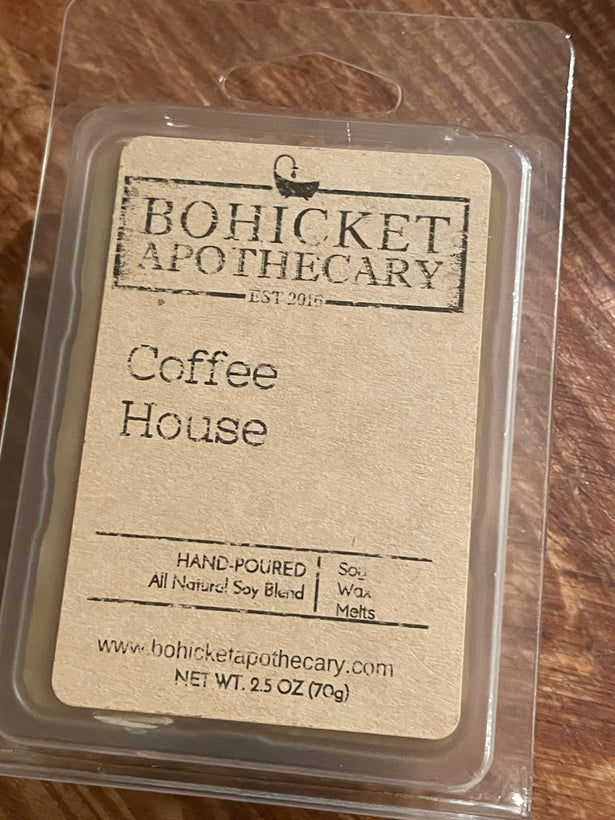 BOHICKET
APOTHECARY
EST 2016
Coffee
House
HAND-POURED
All Natural Soy Blend
Soy
Wax
Melts
www.bohicketapothecary.com
NET WT. 2.5 OZ (70g)